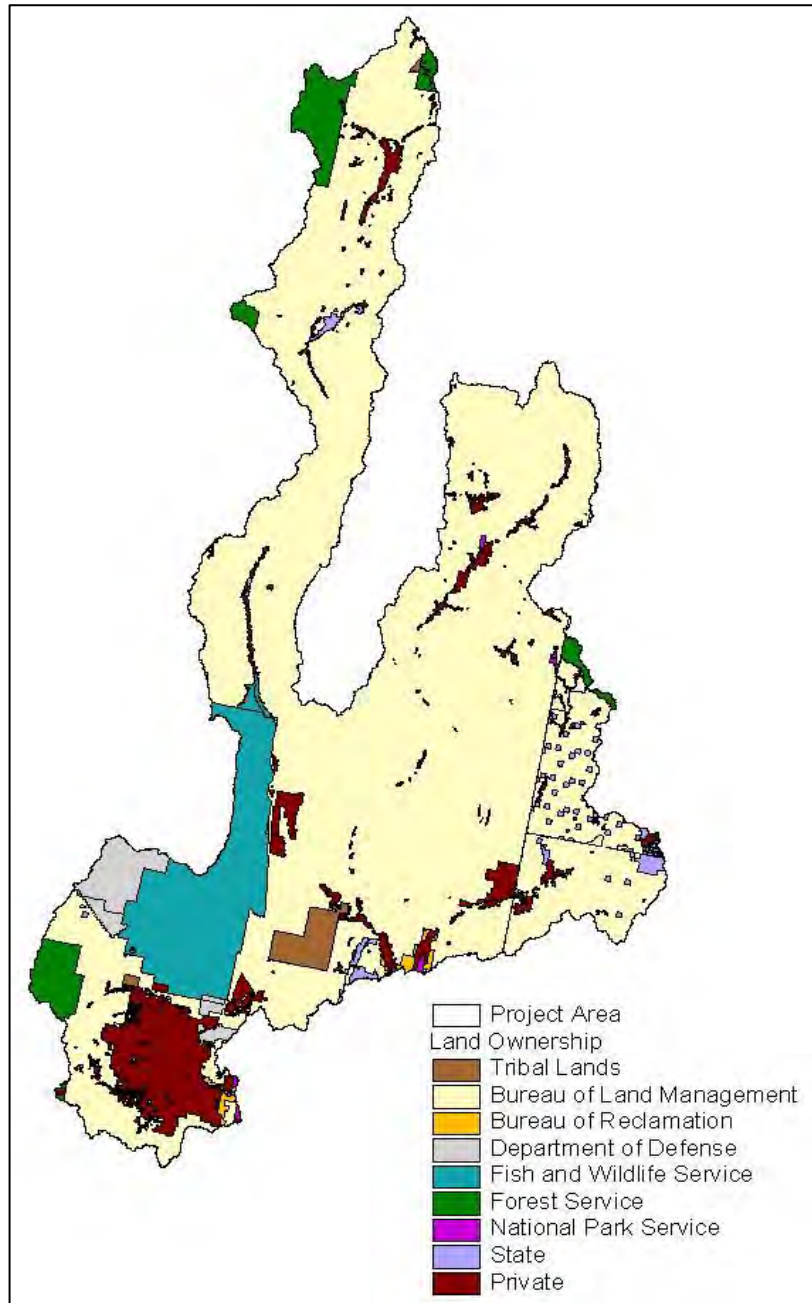 Project Area
Land Ownership
Tribal Lands
Bureau of Land Management
Bureau of Reclamation
Department of Defense
Fish and Wildlife Service
Forest Service
National Park Service
State
Private